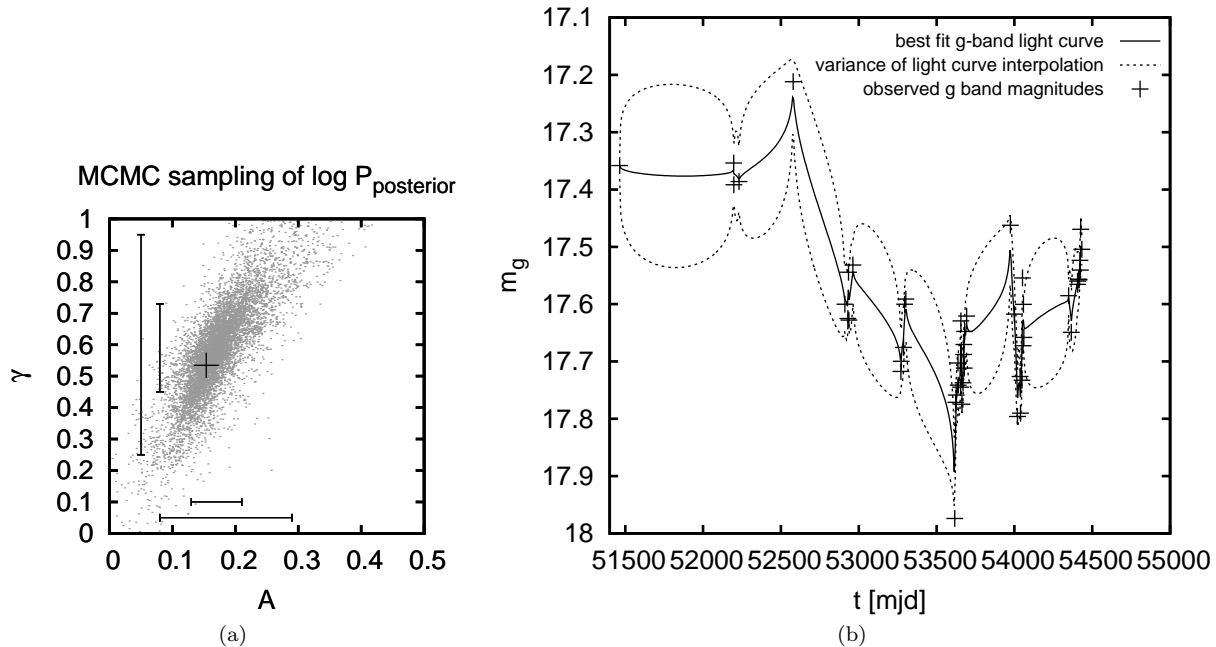 MCMC sampling of log P_posterior
1
0.9
0.8
0.7
0.6
0.5
0.4
0.3
0.2
0.1
0
γ
0 0.1 0.2 0.3 0.4 0.5
A
(a)
17.1
17.2
17.3
17.4
17.5
17.6
17.7
17.8
17.9
18
m_g
best fit g-band light curve
variance of light curve interpolation
observed g band magnitudes
51500 52000 52500 53000 53500 54000 54500 55000
t [mjd]
(b)